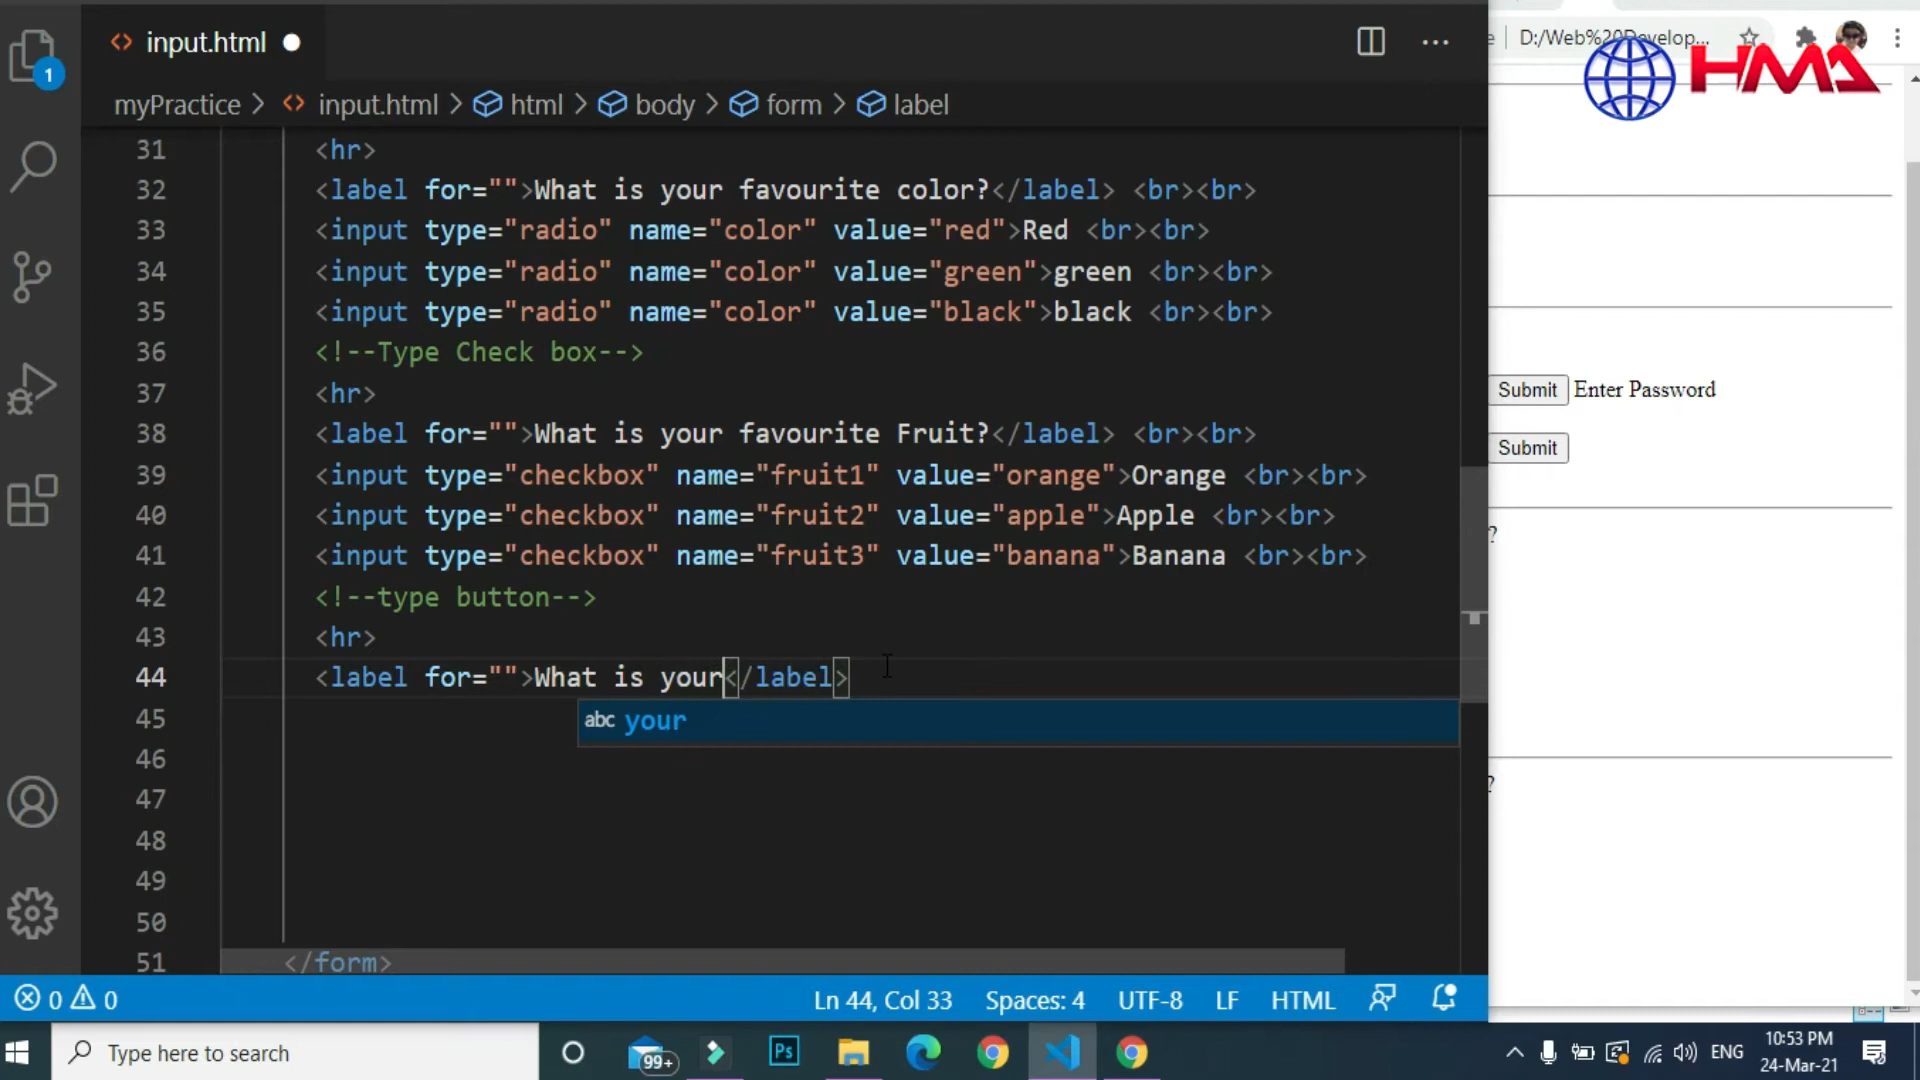 input.html
D:/Web%20Develop...
HMA
1
myPractice > input.html > html > body > form > label
31 <hr>
32 <label for="">What is your favourite color?</label> <br><br>
33 <input type="radio" name="color" value="red">Red <br><br>
34 <input type="radio" name="color" value="green">green <br><br>
35 <input type="radio" name="color" value="black">black <br><br>
36 <!--Type Check box-->
37 <hr>
38 <label for="">What is your favourite Fruit?</label> <br><br>
39 <input type="checkbox" name="fruit1" value="orange">Orange <br><br>
40 <input type="checkbox" name="fruit2" value="apple">Apple <br><br>
41 <input type="checkbox" name="fruit3" value="banana">Banana <br><br>
42 <!--type button-->
43 <hr>
44 <label for="">What is your</label>
abc your
45
46
47
48
49
50
51 </form>
Submit Enter Password
Submit
?
?
0 0 Ln 44, Col 33 Spaces: 4 UTF-8 LF HTML
Type here to search
99+
Ps
ENG
10:53 PM
24-Mar-21